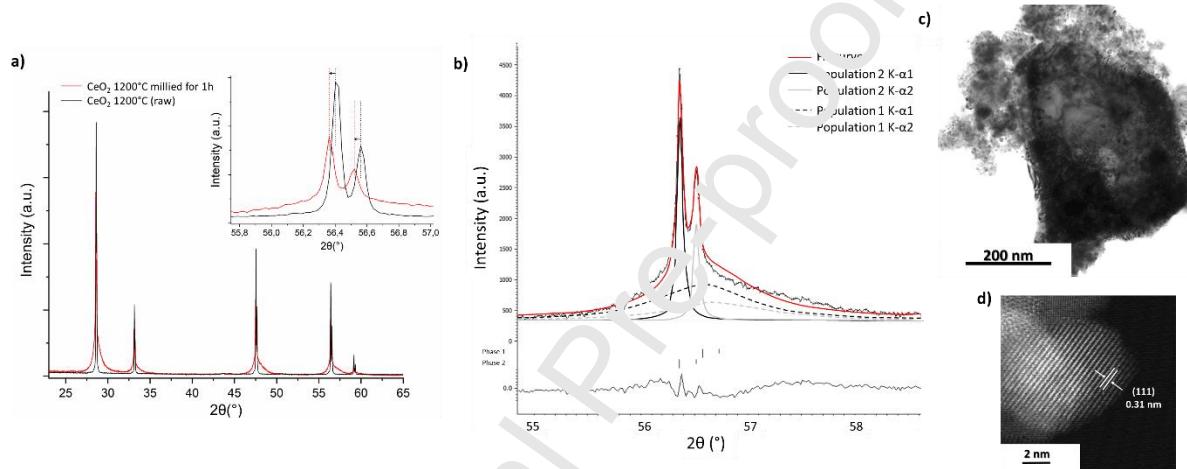 a)
CeO₂ 1200°C millied for 1h
CeO₂ 1200°C (raw)
Intensity (a.u.)
2θ(°)
25 30 35 40 45 50 55 60 65
Intensity (a.u.)
55,8 56,0 56,2 56,4 56,6 56,8 57,0
2θ(°)
b)
Population 2 K-α1
Population 2 K-α2
Population 1 K-α1
Population 1 K-α2
Intensity (a.u.)
4500
4000
3500
3000
2500
2000
1500
1000
500
0
Phase 1
Phase 2
0.0
55 56 57 58
2θ (°)
c)
200 nm
d)
(111)
0.31 nm
2 nm